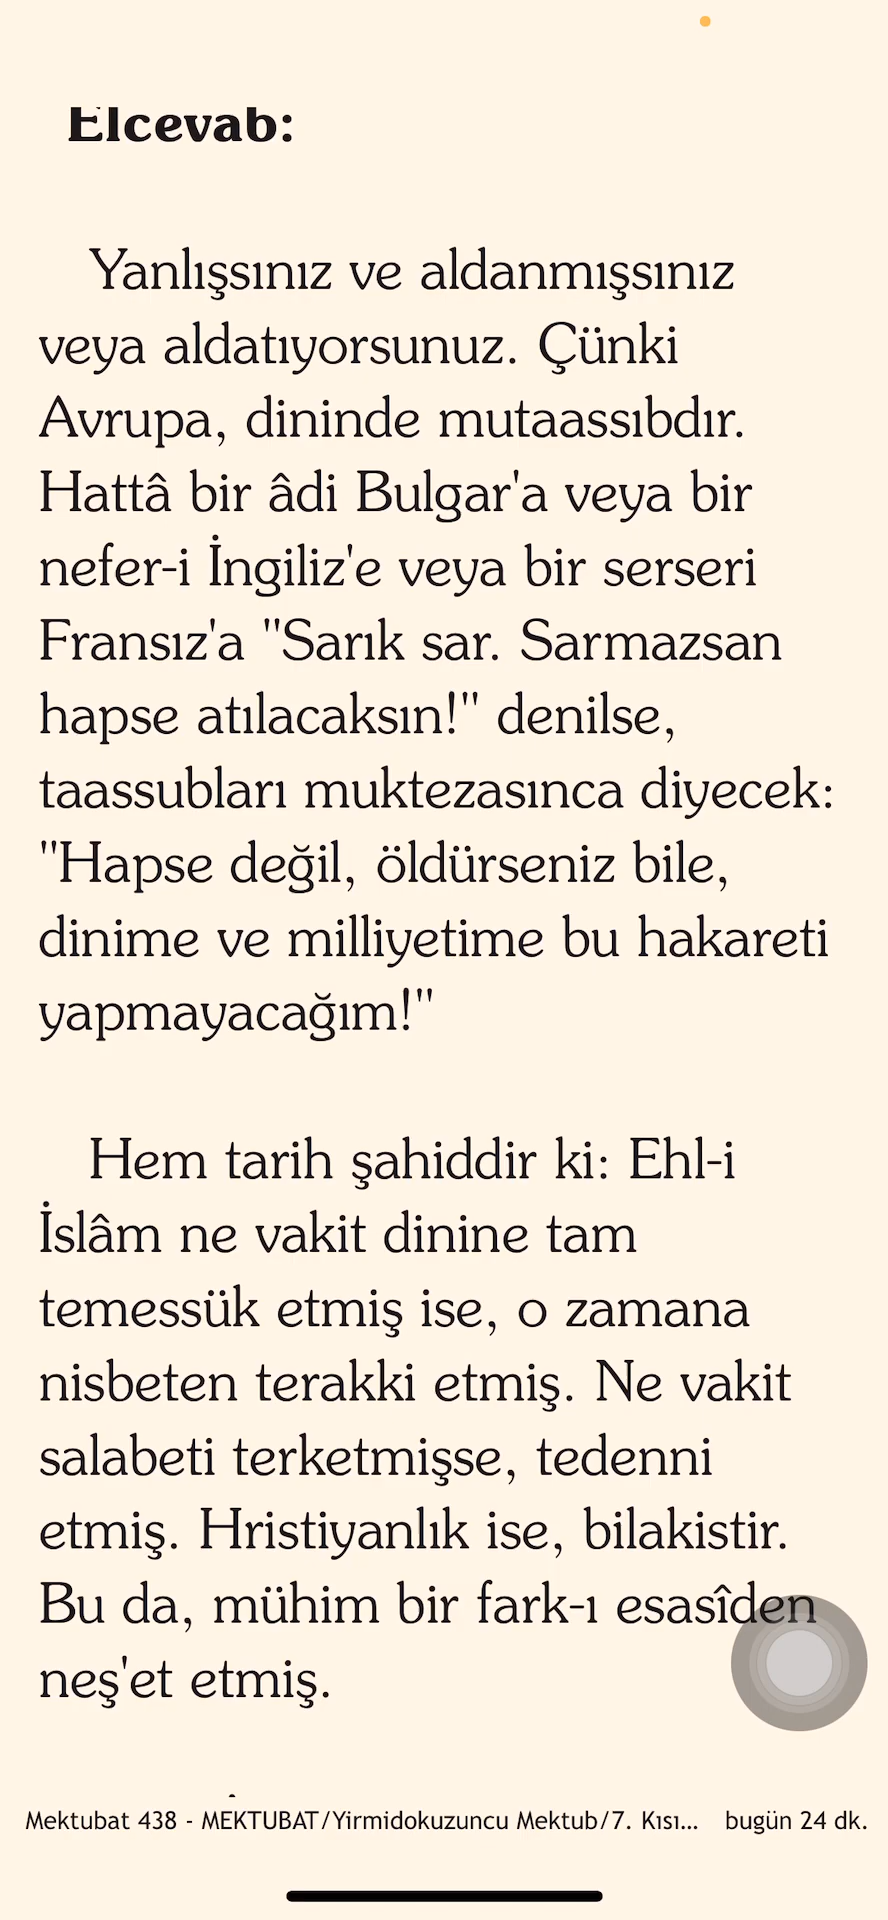 Elcevab:
Yanlışsınız ve aldanmışsınız
veya aldatıyorsunuz. Çünki
Avrupa, dininde mutaassıbdır.
Hattâ bir âdi Bulgar'a veya bir
nefer-i İngiliz'e veya bir serseri
Fransız'a "Sarık sar. Sarmazsan
hapse atılacaksın!" denilse,
taassubları muktezasınca diyecek:
"Hapse değil, öldürseniz bile,
dinime ve milliyetime bu hakareti
yapmayacağım!"
Hem tarih şahiddir ki: Ehl-i
İslâm ne vakit dinine tam
temessük etmiş ise, o zamana
nisbeten terakki etmiş. Ne vakit
salabeti terketmişse, tedenni
etmiş. Hristiyanlık ise, bilakistir.
Bu da, mühim bir fark-ı esasîden
neş'et etmiş.
Mektubat 438 - MEKTUBAT/Yirmidokuzuncu Mektub/7. Kısı... bugün 24 dk.